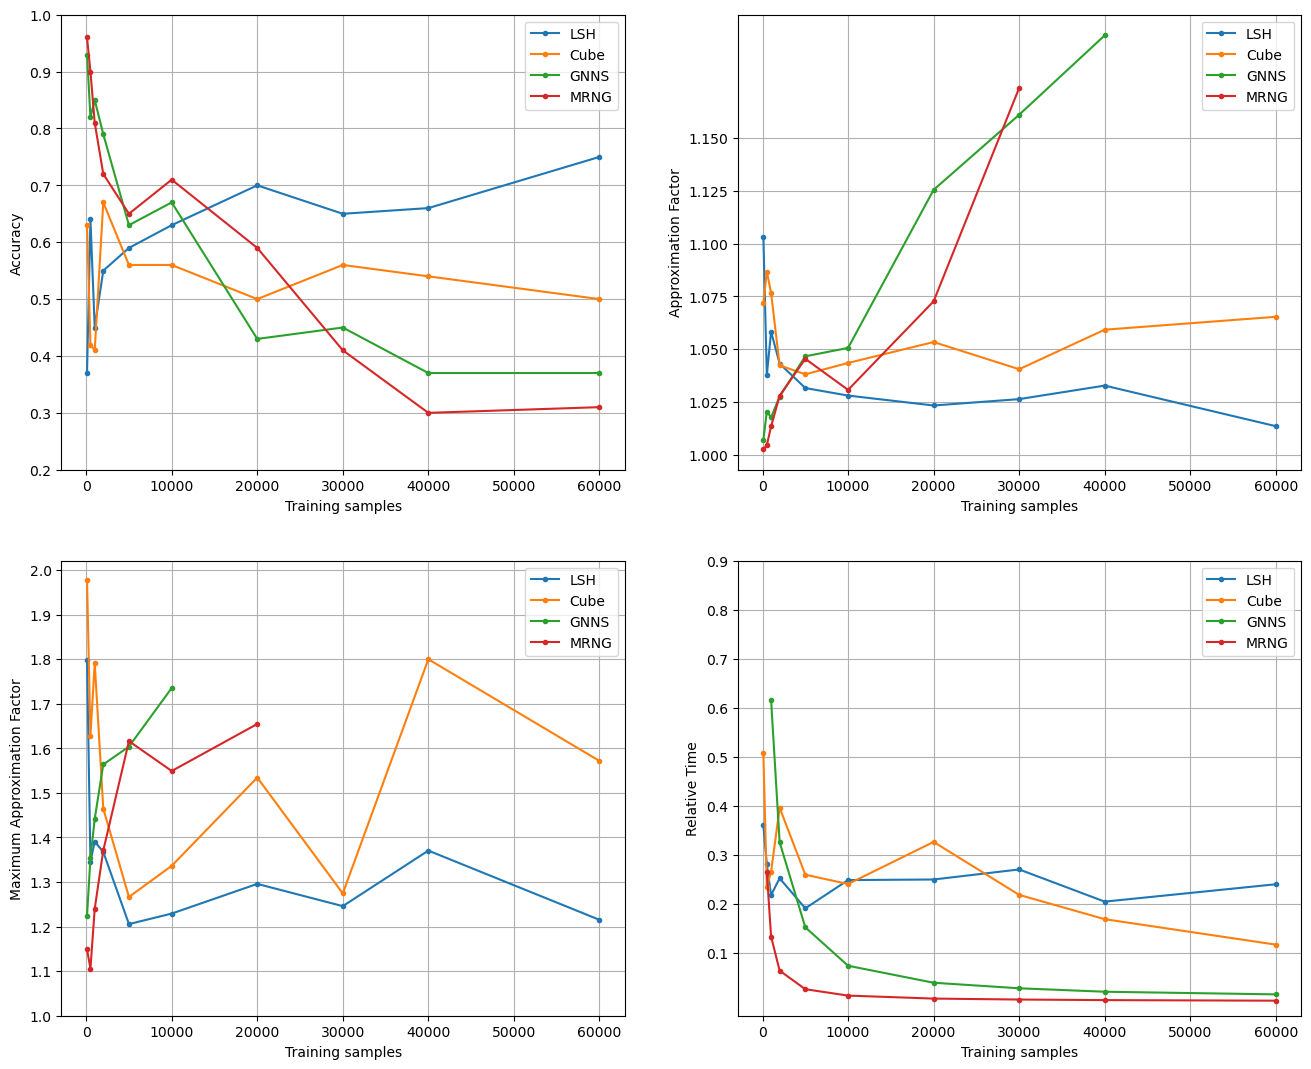 1.0
0.9
0.8
0.7
0.6
0.5
0.4
0.3
0.2
Accuracy
0 10000 20000 30000 40000 50000 60000
Training samples
LSH
Cube
GNNS
MRNG
1.150
1.125
1.100
1.075
1.050
1.025
1.000
Approximation Factor
0 10000 20000 30000 40000 50000 60000
Training samples
LSH
Cube
GNNS
MRNG
2.0
1.9
1.8
1.7
1.6
1.5
1.4
1.3
1.2
1.1
1.0
Maximum Approximation Factor
0 10000 20000 30000 40000 50000 60000
Training samples
LSH
Cube
GNNS
MRNG
0.9
0.8
0.7
0.6
0.5
0.4
0.3
0.2
0.1
Relative Time
0 10000 20000 30000 40000 50000 60000
Training samples
LSH
Cube
GNNS
MRNG